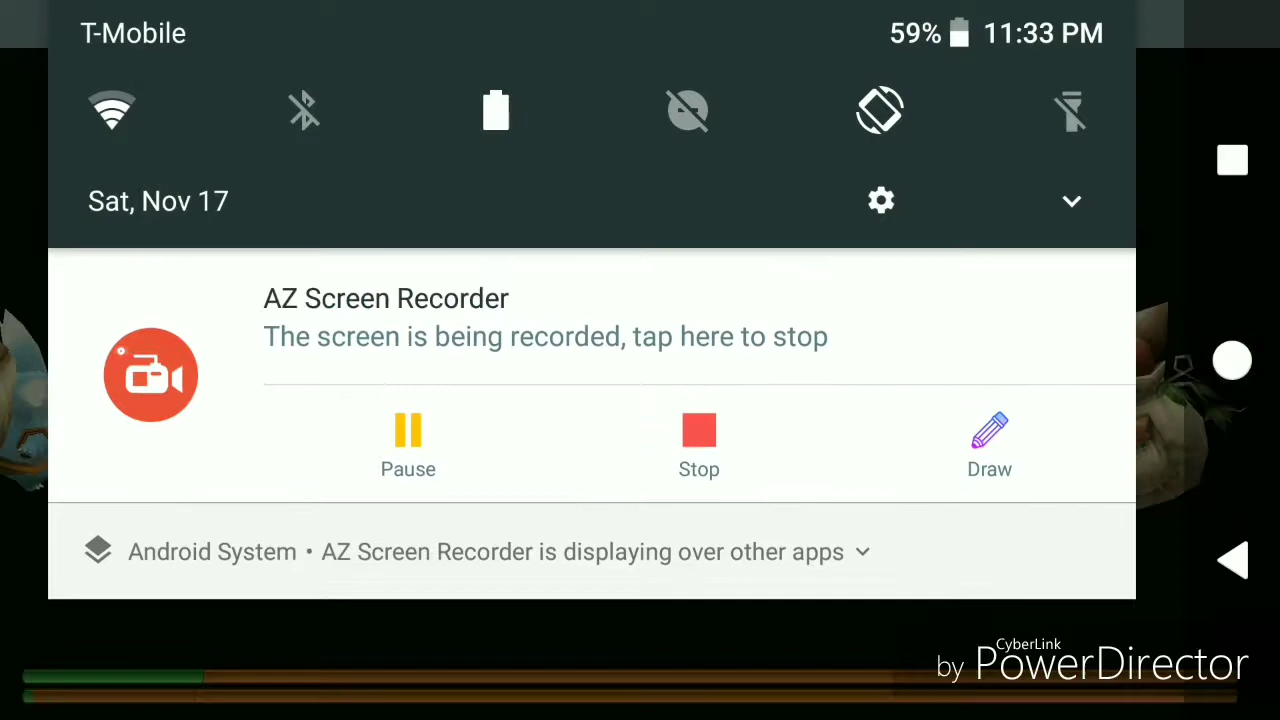 T-Mobile 59% 11:33 PM
Sat, Nov 17
AZ Screen Recorder
The screen is being recorded, tap here to stop
Pause Stop Draw
Android System • AZ Screen Recorder is displaying over other apps
CyberLink
by PowerDirector